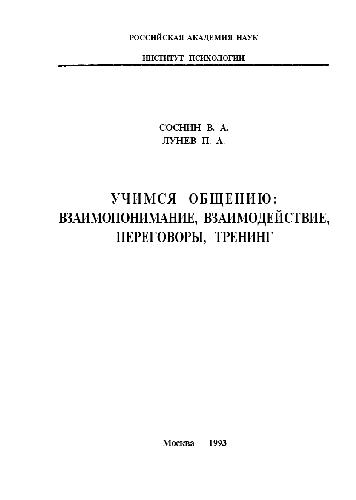 РОССИЙСКАЯ АКАДЕМИЯ НАУК
ИНСТИТУТ ПСИХОЛОГИИ
СОСНИН В. А.
ЛУНЕВ П. А.
УЧИМСЯ ОБЩЕНИЮ:
ВЗАИМОПОНИМАНИЕ, ВЗАИМОДЕЙСТВИЕ,
ПЕРЕГОВОРЫ, ТРЕНИНГ
Москва 1993